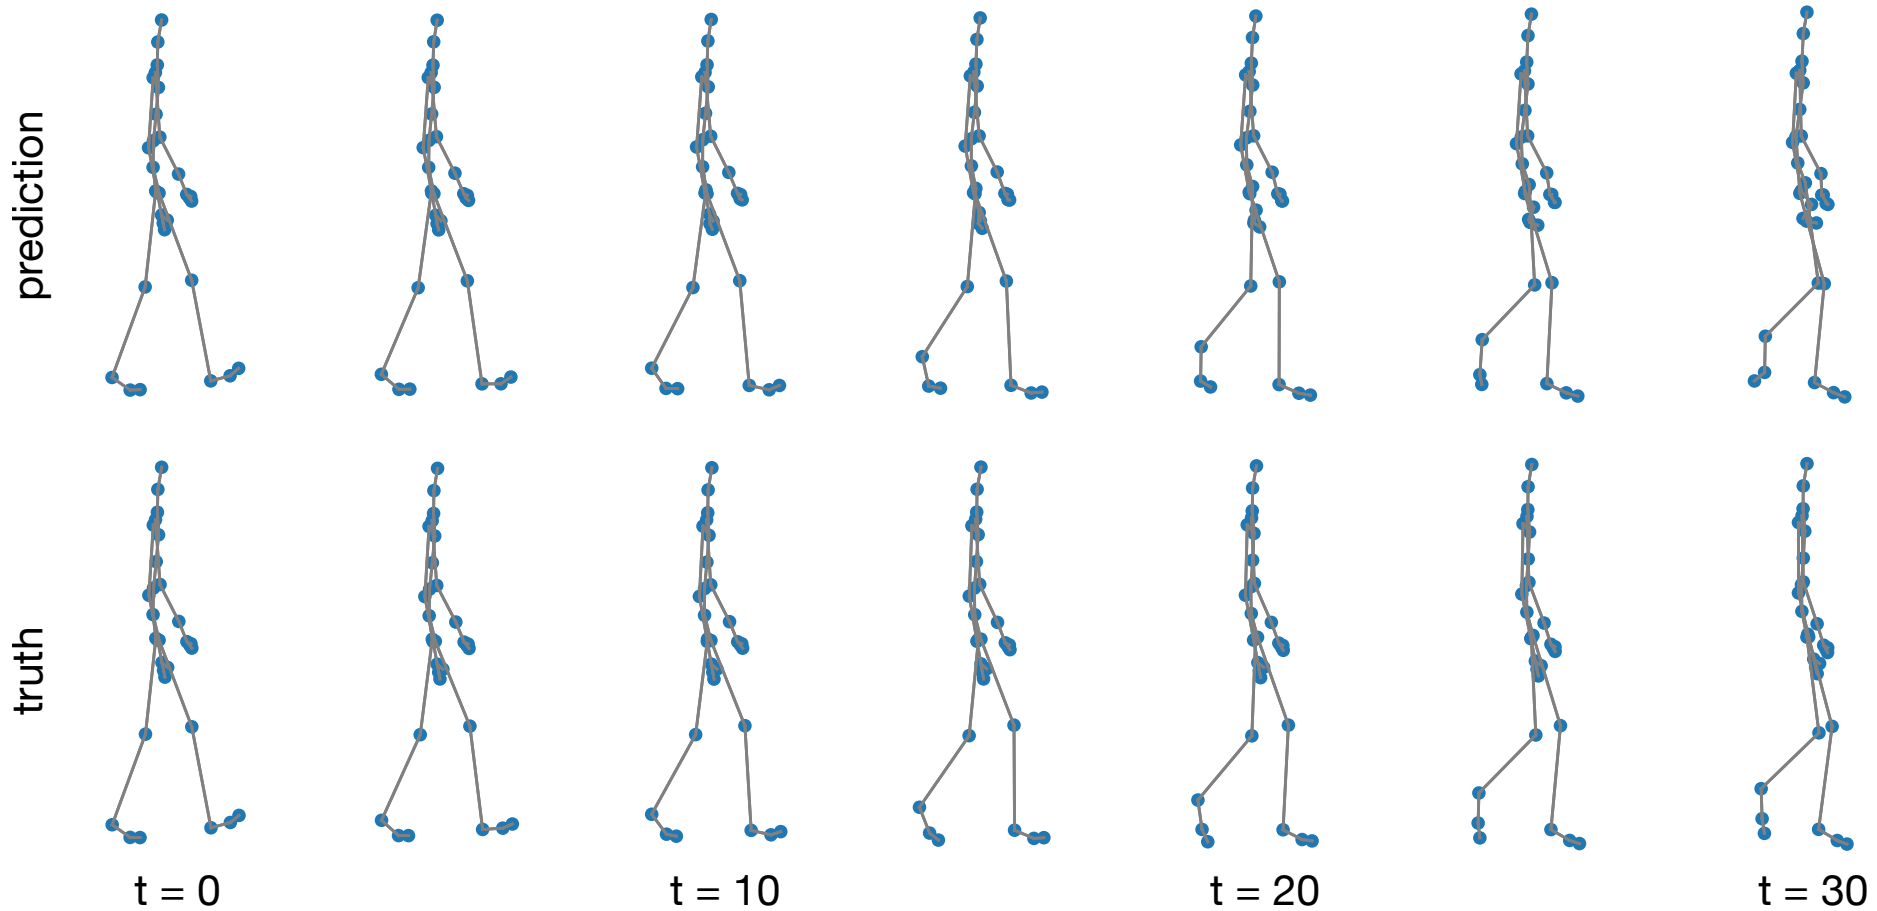 prediction
truth
t = 0
t = 10
t = 20
t = 30